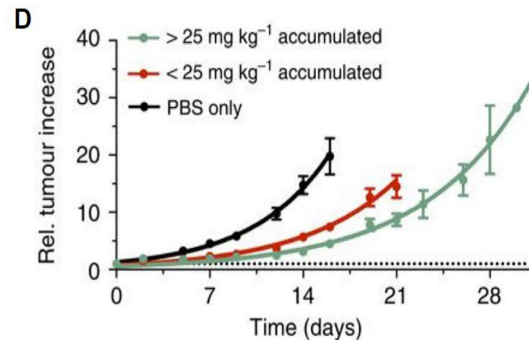 D
> 25 mg kg⁻¹ accumulated
< 25 mg kg⁻¹ accumulated
PBS only
Rel. tumour increase
40
30
20
10
0
0 7 14 21 28
Time (days)